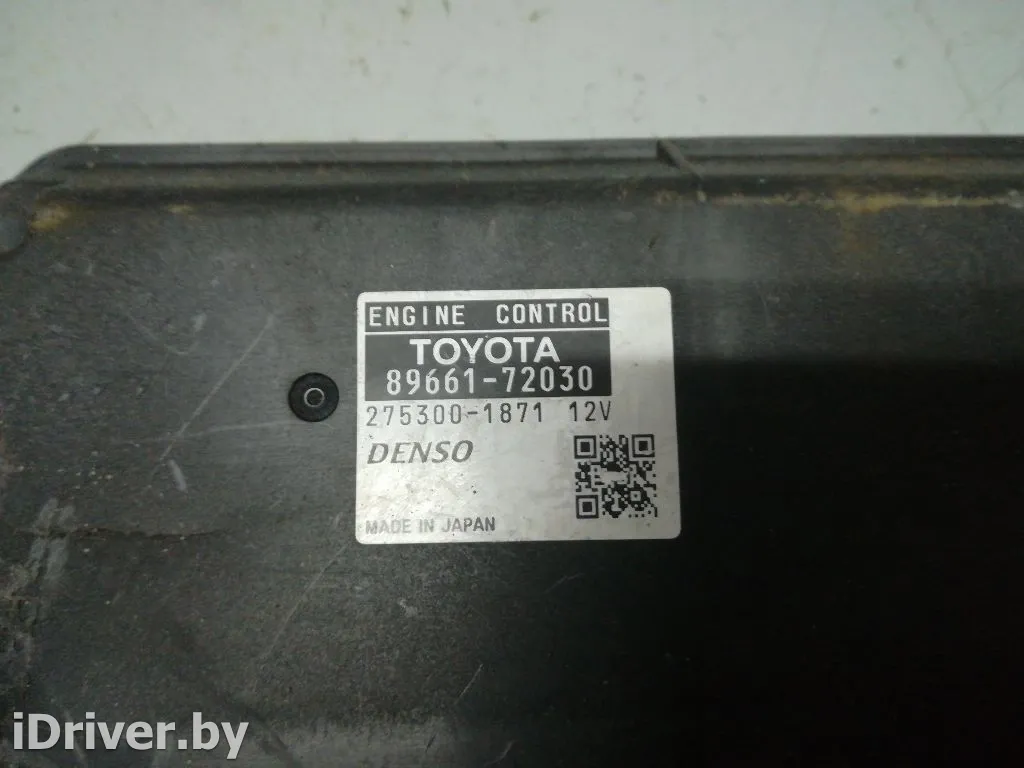 ENGINE CONTROL
TOYOTA
89661-72030
275300-1871 12V
DENSO
MADE IN JAPAN
iDriver.by